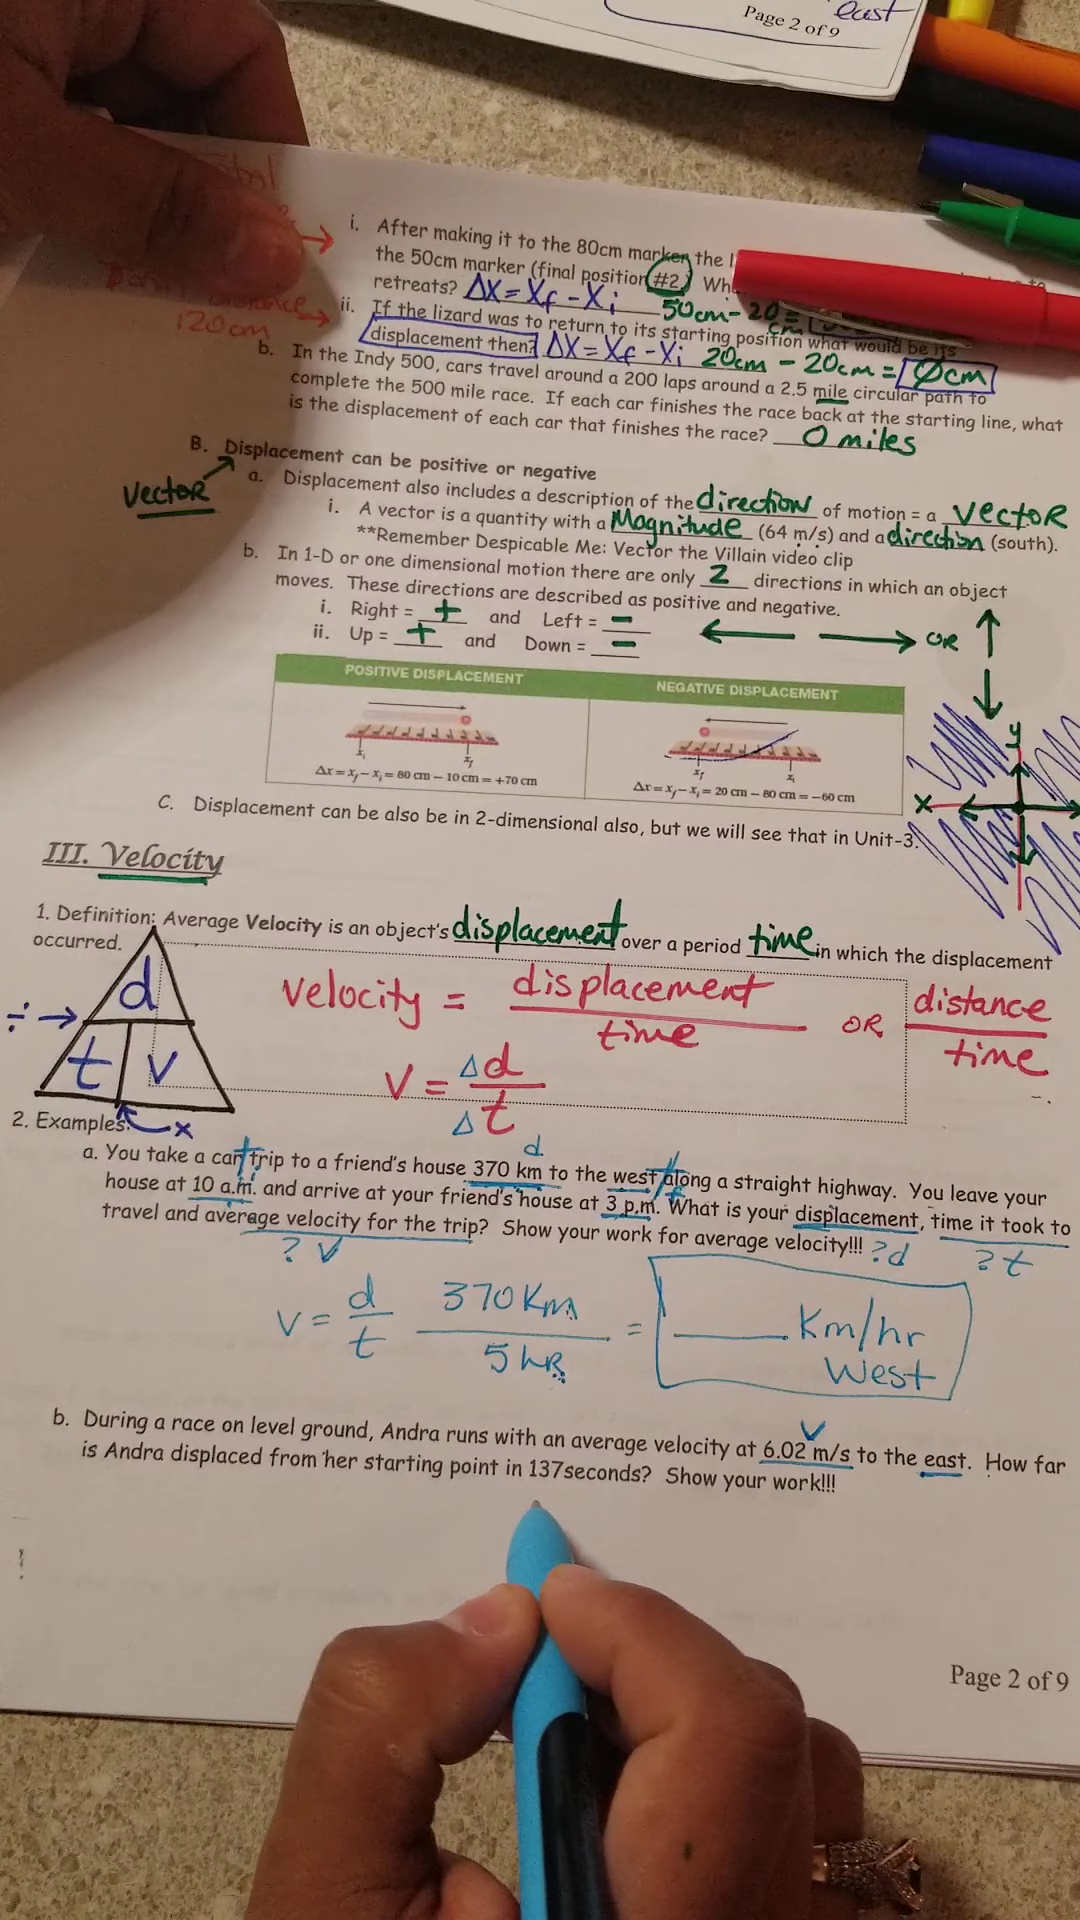 east
Page 2 of 9
i. After making it to the 80cm marker the
the 50cm marker (final position #2.)
retreats? Δx = Xf - Xi 50cm - 20cm =
120cm
ii. If the lizard was to return to its starting position what would be its
displacement then? Δx = Xf - Xi 20cm - 20cm = 0cm
b. In the Indy 500, cars travel around a 200 laps around a 2.5 mile circular path to
complete the 500 mile race. If each car finishes the race back at the starting line, what
is the displacement of each car that finishes the race? 0 miles
B. Displacement can be positive or negative
Vector
a. Displacement also includes a description of the direction of motion = a vector
i. A vector is a quantity with a Magnitude (64 m/s) and a direction (south).
**Remember Despicable Me: Vector the Villain video clip
b. In 1-D or one dimensional motion there are only 2 directions in which an object
moves. These directions are described as positive and negative.
i. Right = + and Left = -
ii. Up = + and Down = -
OR
POSITIVE DISPLACEMENT NEGATIVE DISPLACEMENT
xi xf xf xi
Δx = xf - xi = 80 cm - 10 cm = +70 cm
Δx = xf - xi = 20 cm - 80 cm = -60 cm
y
x
C. Displacement can be also be in 2-dimensional also, but we will see that in Unit-3.
III. Velocity
1. Definition: Average Velocity is an object's displacement over a period time in which the displacement
occurred.
÷ → d
t v
x
velocity = displacement / time OR distance / time
v = Δd / Δt
2. Examples:
a. You take a car trip to a friend's house 370 km to the west along a straight highway. You leave your
house at 10 a.m. and arrive at your friend's house at 3 p.m. What is your displacement, time it took to
travel and average velocity for the trip? Show your work for average velocity!!! ?d ?t
? v
v = d / t 370 Km / 5 hR = ____ Km/hr
West
b. During a race on level ground, Andra runs with an average velocity at 6.02 m/s to the east. How far
is Andra displaced from her starting point in 137seconds? Show your work!!!
Page 2 of 9